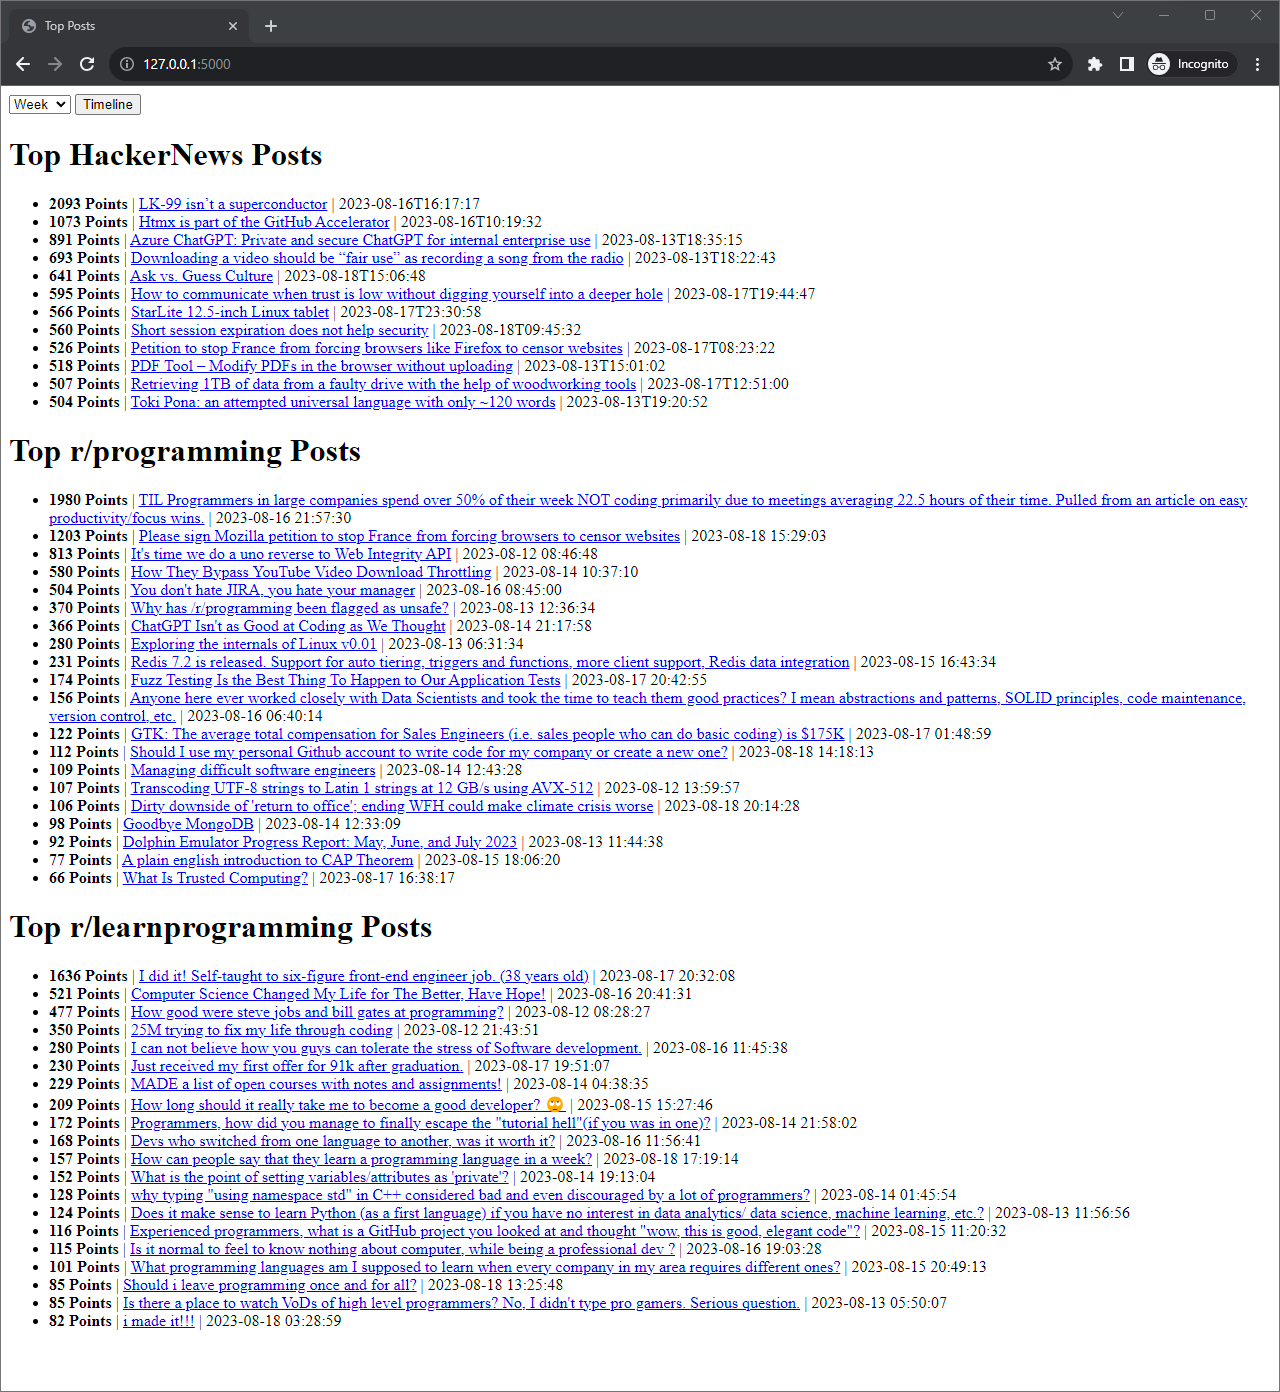 Top Posts
127.0.0.1:5000
Incognito
Week Timeline
Top HackerNews Posts
2093 Points | LK-99 isn’t a superconductor | 2023-08-16T16:17:17
1073 Points | Htmx is part of the GitHub Accelerator | 2023-08-16T10:19:32
891 Points | Azure ChatGPT: Private and secure ChatGPT for internal enterprise use | 2023-08-13T18:35:15
693 Points | Downloading a video should be “fair use” as recording a song from the radio | 2023-08-13T18:22:43
641 Points | Ask vs. Guess Culture | 2023-08-18T15:06:48
595 Points | How to communicate when trust is low without digging yourself into a deeper hole | 2023-08-17T19:44:47
566 Points | StarLite 12.5-inch Linux tablet | 2023-08-17T23:30:58
560 Points | Short session expiration does not help security | 2023-08-18T09:45:32
526 Points | Petition to stop France from forcing browsers like Firefox to censor websites | 2023-08-17T08:23:22
518 Points | PDF Tool – Modify PDFs in the browser without uploading | 2023-08-13T15:01:02
507 Points | Retrieving 1TB of data from a faulty drive with the help of woodworking tools | 2023-08-17T12:51:00
504 Points | Toki Pona: an attempted universal language with only ~120 words | 2023-08-13T19:20:52
Top r/programming Posts
1980 Points | TIL Programmers in large companies spend over 50% of their week NOT coding primarily due to meetings averaging 22.5 hours of their time. Pulled from an article on easy
productivity/focus wins. | 2023-08-16 21:57:30
1203 Points | Please sign Mozilla petition to stop France from forcing browsers to censor websites | 2023-08-18 15:29:03
813 Points | It's time we do a uno reverse to Web Integrity API | 2023-08-12 08:46:48
580 Points | How They Bypass YouTube Video Download Throttling | 2023-08-14 10:37:10
504 Points | You don't hate JIRA, you hate your manager | 2023-08-16 08:45:00
370 Points | Why has /r/programming been flagged as unsafe? | 2023-08-13 12:36:34
366 Points | ChatGPT Isn't as Good at Coding as We Thought | 2023-08-14 21:17:58
280 Points | Exploring the internals of Linux v0.01 | 2023-08-13 06:31:34
231 Points | Redis 7.2 is released. Support for auto tiering, triggers and functions, more client support, Redis data integration | 2023-08-15 16:43:34
174 Points | Fuzz Testing Is the Best Thing To Happen to Our Application Tests | 2023-08-17 20:42:55
156 Points | Anyone here ever worked closely with Data Scientists and took the time to teach them good practices? I mean abstractions and patterns, SOLID principles, code maintenance,
version control, etc. | 2023-08-16 06:40:14
122 Points | GTK: The average total compensation for Sales Engineers (i.e. sales people who can do basic coding) is $175K | 2023-08-17 01:48:59
112 Points | Should I use my personal Github account to write code for my company or create a new one? | 2023-08-18 14:18:13
109 Points | Managing difficult software engineers | 2023-08-14 12:43:28
107 Points | Transcoding UTF-8 strings to Latin 1 strings at 12 GB/s using AVX-512 | 2023-08-12 13:59:57
106 Points | Dirty downside of 'return to office'; ending WFH could make climate crisis worse | 2023-08-18 20:14:28
98 Points | Goodbye MongoDB | 2023-08-14 12:33:09
92 Points | Dolphin Emulator Progress Report: May, June, and July 2023 | 2023-08-13 11:44:38
77 Points | A plain english introduction to CAP Theorem | 2023-08-15 18:06:20
66 Points | What Is Trusted Computing? | 2023-08-17 16:38:17
Top r/learnprogramming Posts
1636 Points | I did it! Self-taught to six-figure front-end engineer job. (38 years old) | 2023-08-17 20:32:08
521 Points | Computer Science Changed My Life for The Better, Have Hope! | 2023-08-16 20:41:31
477 Points | How good were steve jobs and bill gates at programming? | 2023-08-12 08:28:27
350 Points | 25M trying to fix my life through coding | 2023-08-12 21:43:51
280 Points | I can not believe how you guys can tolerate the stress of Software development. | 2023-08-16 11:45:38
230 Points | Just received my first offer for 91k after graduation. | 2023-08-17 19:51:07
229 Points | MADE a list of open courses with notes and assignments! | 2023-08-14 04:38:35
209 Points | How long should it really take me to become a good developer? 🙄 | 2023-08-15 15:27:46
172 Points | Programmers, how did you manage to finally escape the "tutorial hell"(if you was in one)? | 2023-08-14 21:58:02
168 Points | Devs who switched from one language to another, was it worth it? | 2023-08-16 11:56:41
157 Points | How can people say that they learn a programming language in a week? | 2023-08-18 17:19:14
152 Points | What is the point of setting variables/attributes as 'private'? | 2023-08-14 19:13:04
128 Points | why typing "using namespace std" in C++ considered bad and even discouraged by a lot of programmers? | 2023-08-14 01:45:54
124 Points | Does it make sense to learn Python (as a first language) if you have no interest in data analytics/ data science, machine learning, etc.? | 2023-08-13 11:56:56
116 Points | Experienced programmers, what is a GitHub project you looked at and thought "wow, this is good, elegant code"? | 2023-08-15 11:20:32
115 Points | Is it normal to feel to know nothing about computer, while being a professional dev ? | 2023-08-16 19:03:28
101 Points | What programming languages am I supposed to learn when every company in my area requires different ones? | 2023-08-15 20:49:13
85 Points | Should i leave programming once and for all? | 2023-08-18 13:25:48
85 Points | Is there a place to watch VoDs of high level programmers? No, I didn't type pro gamers. Serious question. | 2023-08-13 05:50:07
82 Points | i made it!!! | 2023-08-18 03:28:59